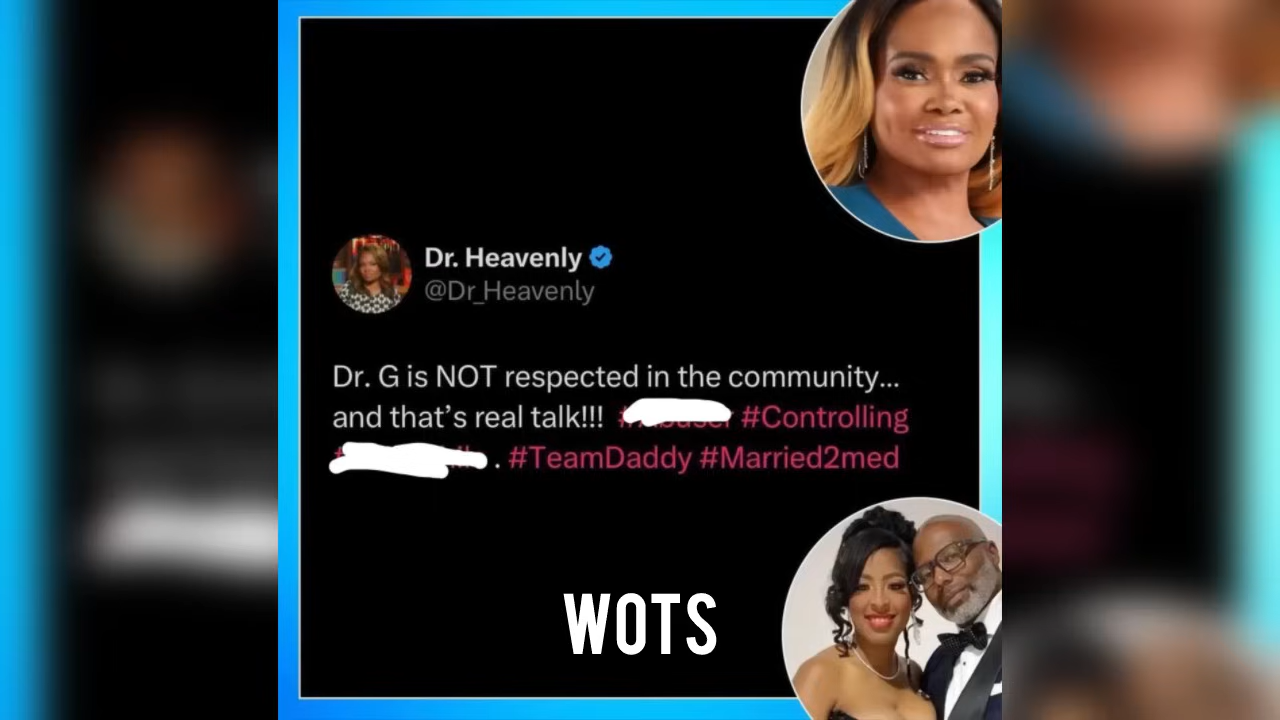 Dr. Heavenly
@Dr_Heavenly
Dr. G is NOT respected in the community...
and that's real talk!!! #Controlling
. #TeamDaddy #Married2med
WOTS